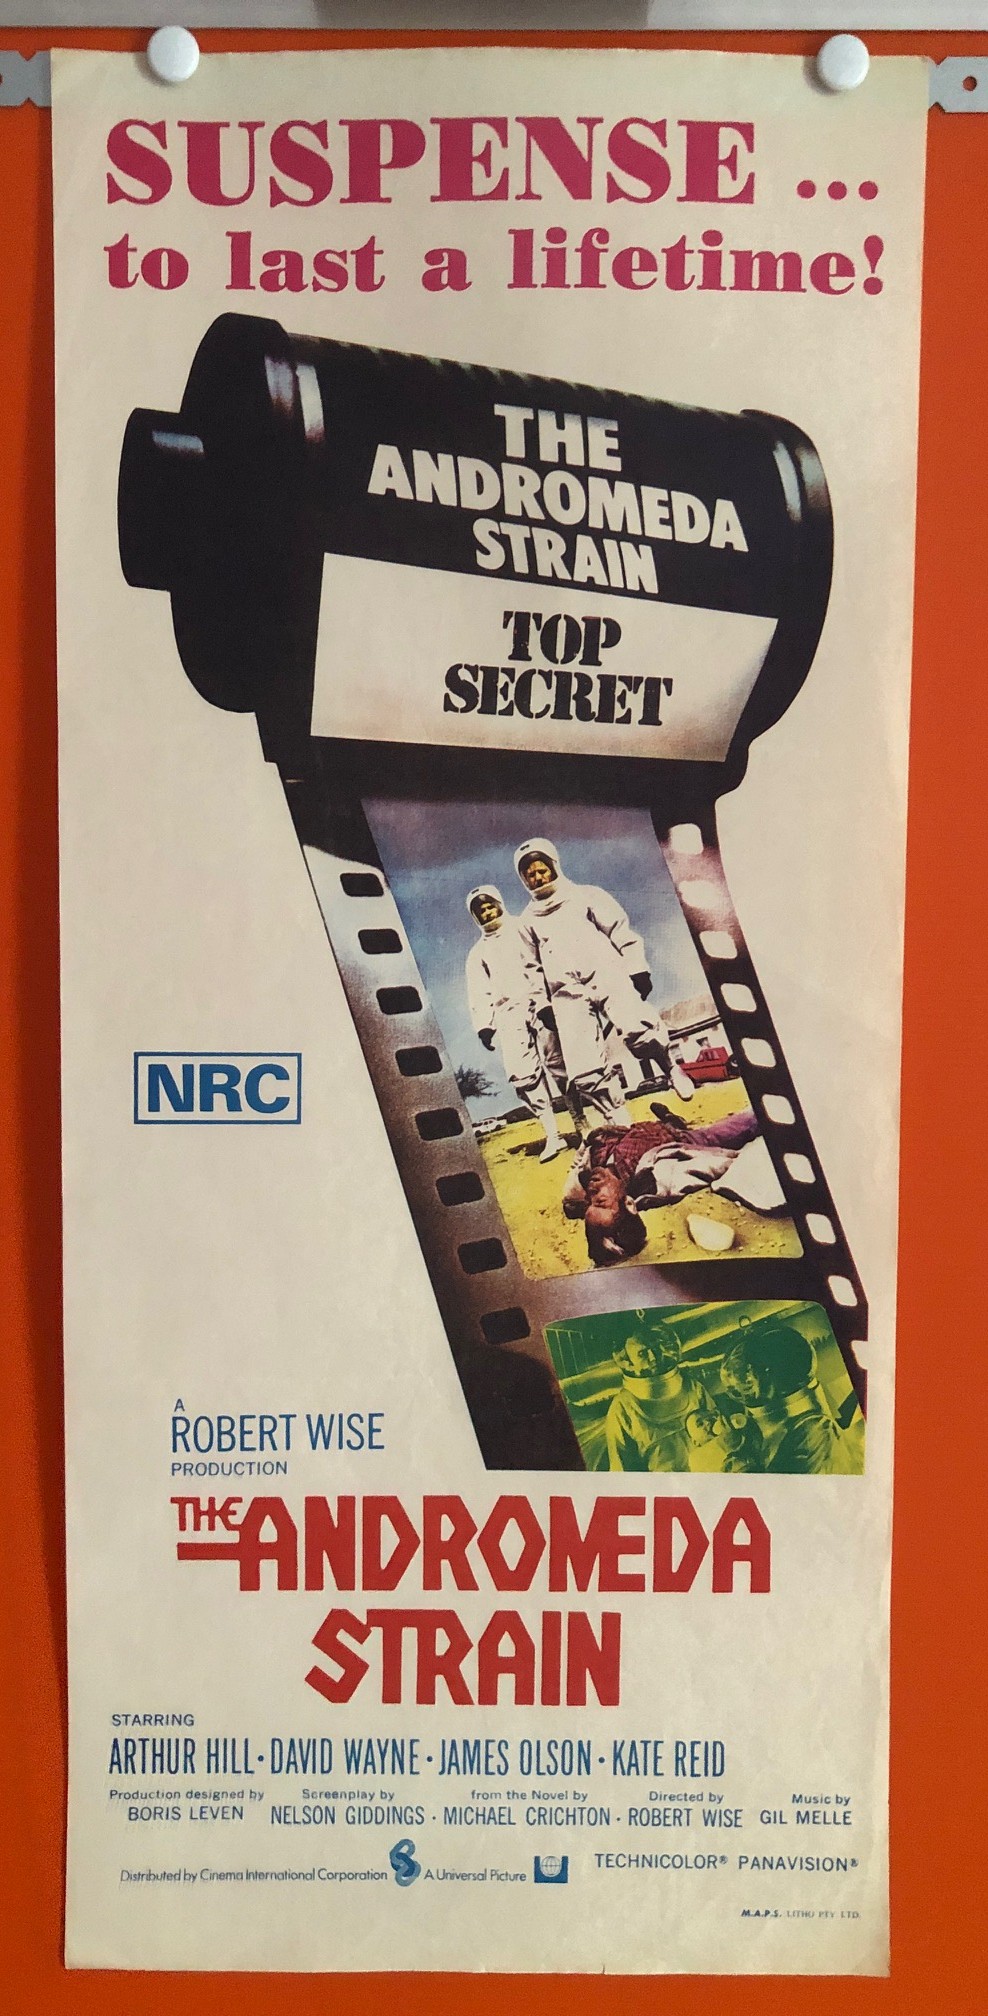 SUSPENSE ...
to last a lifetime!
THE
ANDROMEDA
STRAIN
TOP
SECRET
NRC
A
ROBERT WISE
PRODUCTION
THE ANDROMEDA
STRAIN
STARRING
ARTHUR HILL · DAVID WAYNE · JAMES OLSON · KATE REID
Production designed by Screenplay by from the Novel by Directed by Music by
BORIS LEVEN NELSON GIDDINGS · MICHAEL CRICHTON · ROBERT WISE GIL MELLE
Distributed by Cinema International Corporation A Universal Picture TECHNICOLOR® PANAVISION®
M.A.P.S. LITHO PTY. LTD.